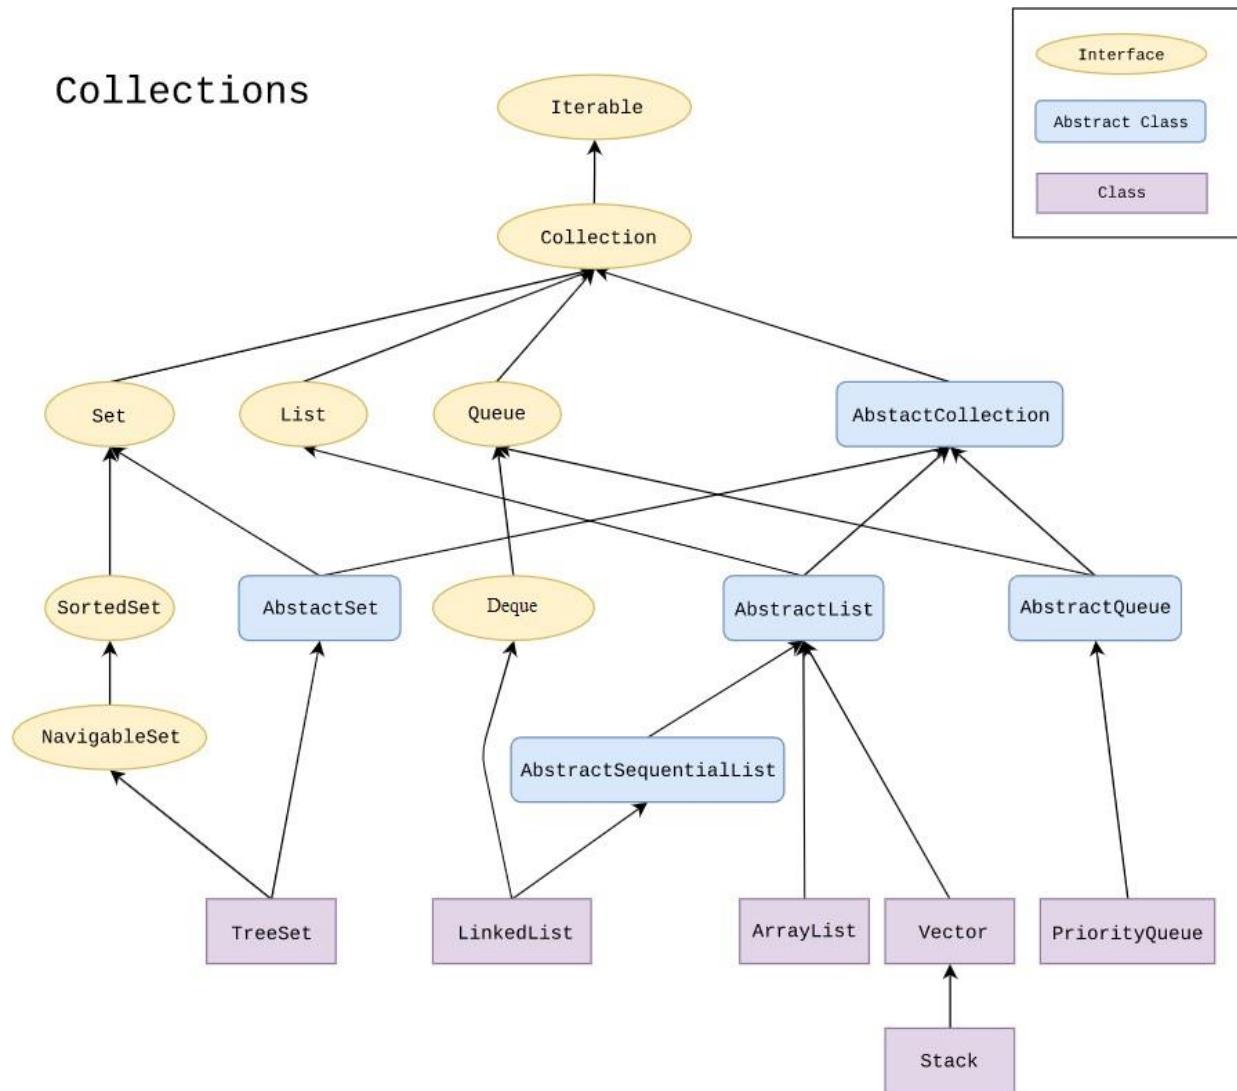 Collections
Interface
Abstract Class
Class
Iterable
Collection
Set
List
Queue
AbstactCollection
SortedSet
AbstactSet
Deque
AbstractList
AbstractQueue
NavigableSet
AbstractSequentialList
TreeSet
LinkedList
ArrayList
Vector
PriorityQueue
Stack